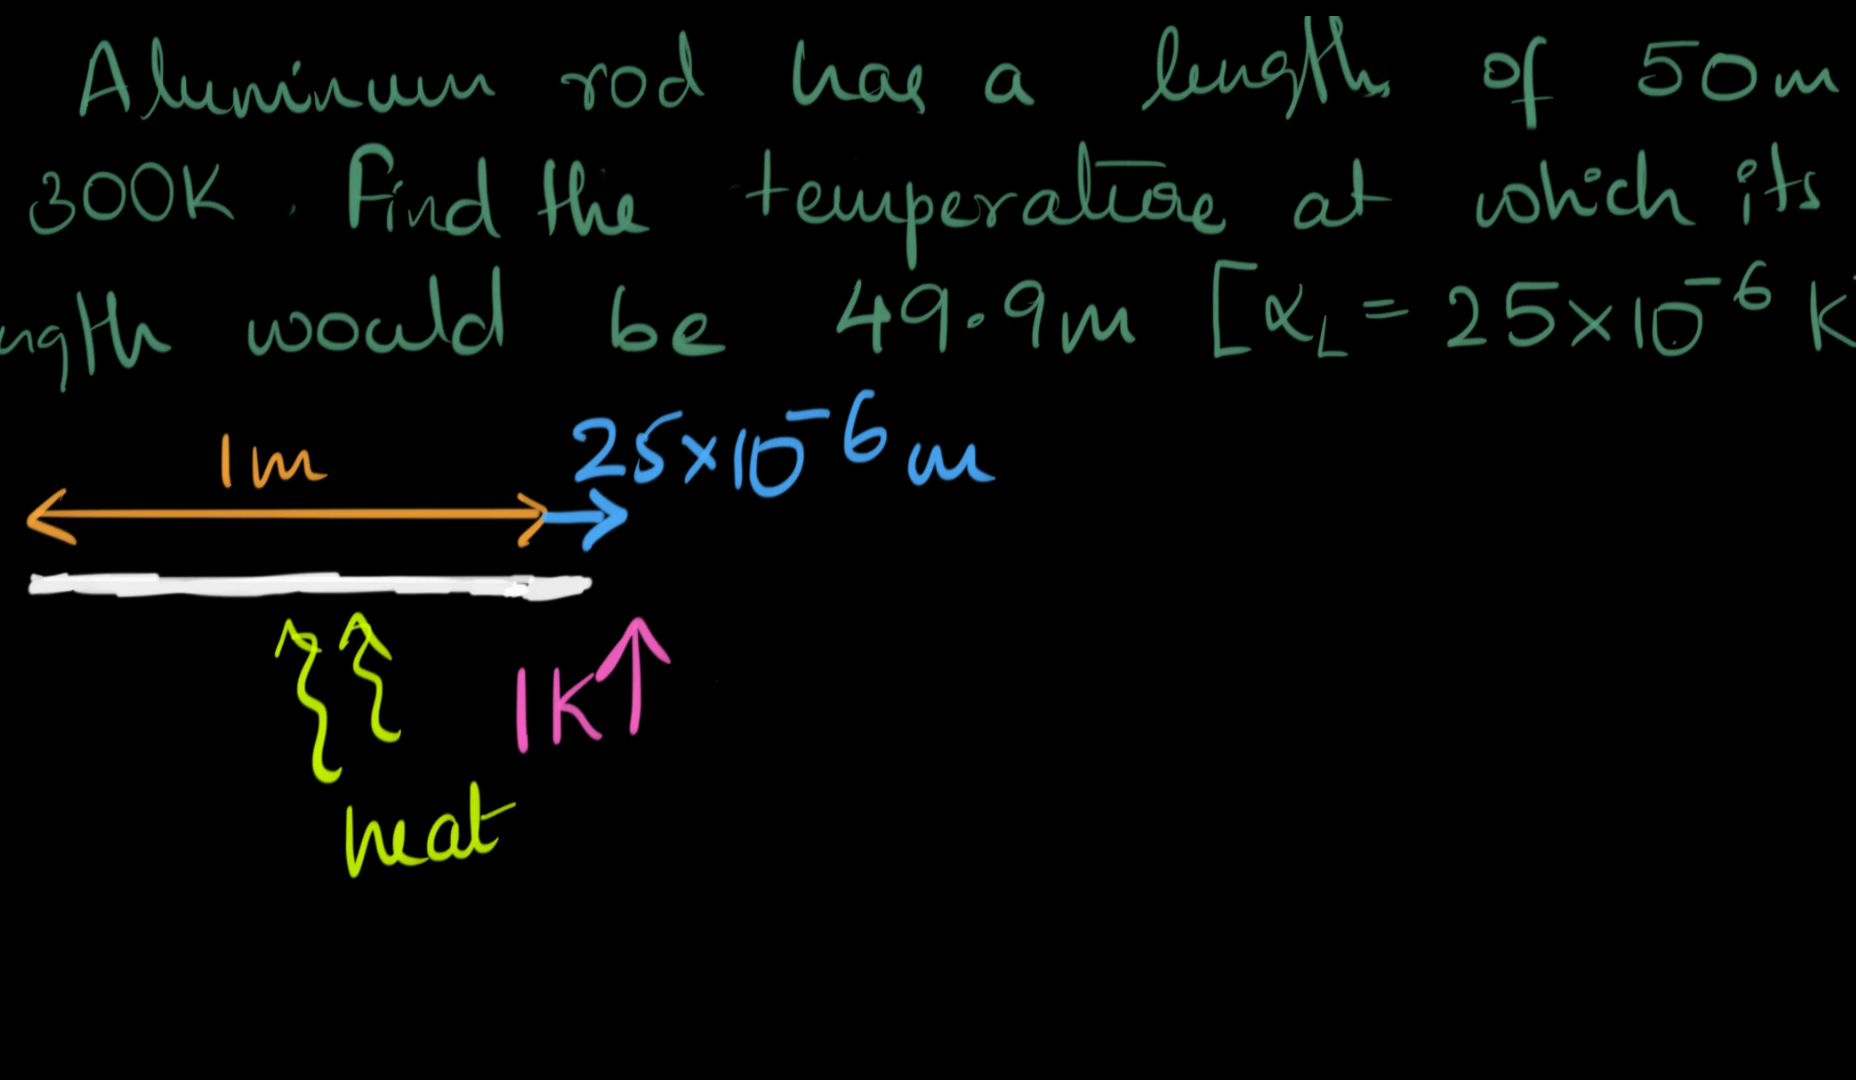 Aluminum rod has a length of 50m
300K. Find the temperature at which its
ngth would be 49.9m [αL = 25×10⁻⁶ K
1m
25×10⁻⁶ m
1K↑
heat